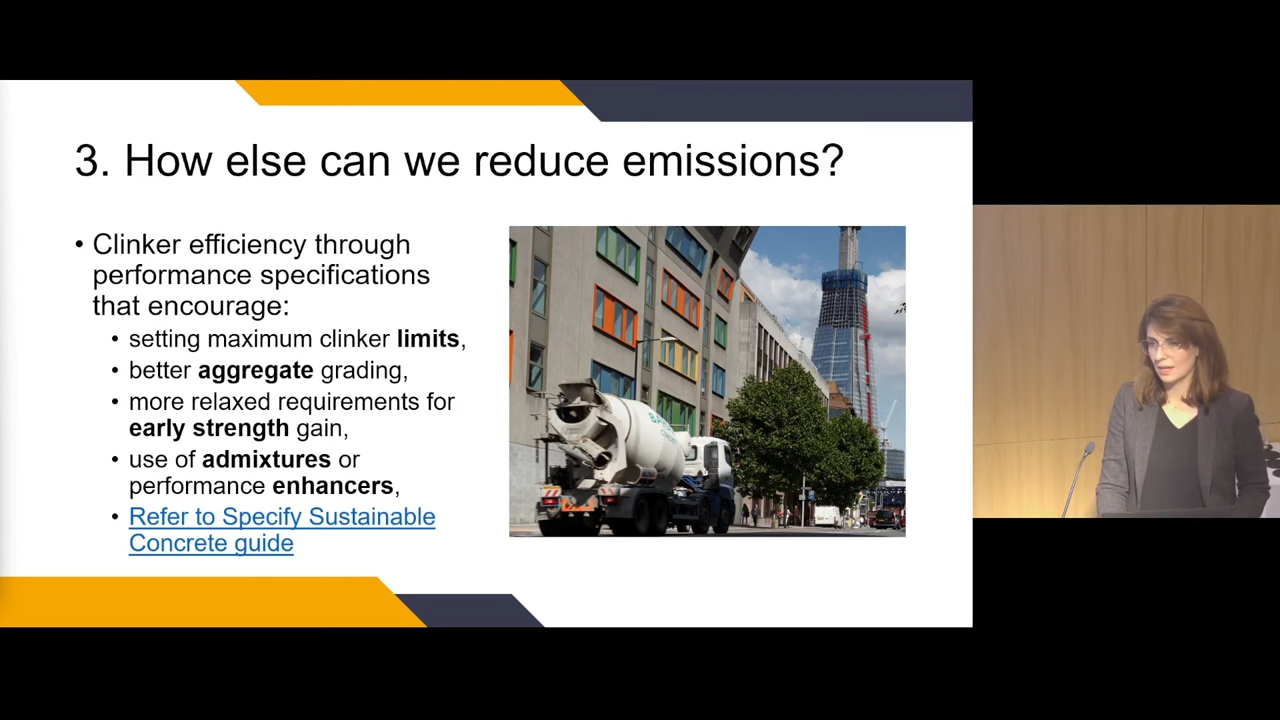 3. How else can we reduce emissions?
• Clinker efficiency through
performance specifications
that encourage:
• setting maximum clinker limits,
• better aggregate grading,
• more relaxed requirements for
early strength gain,
• use of admixtures or
performance enhancers,
• Refer to Specify Sustainable
Concrete guide